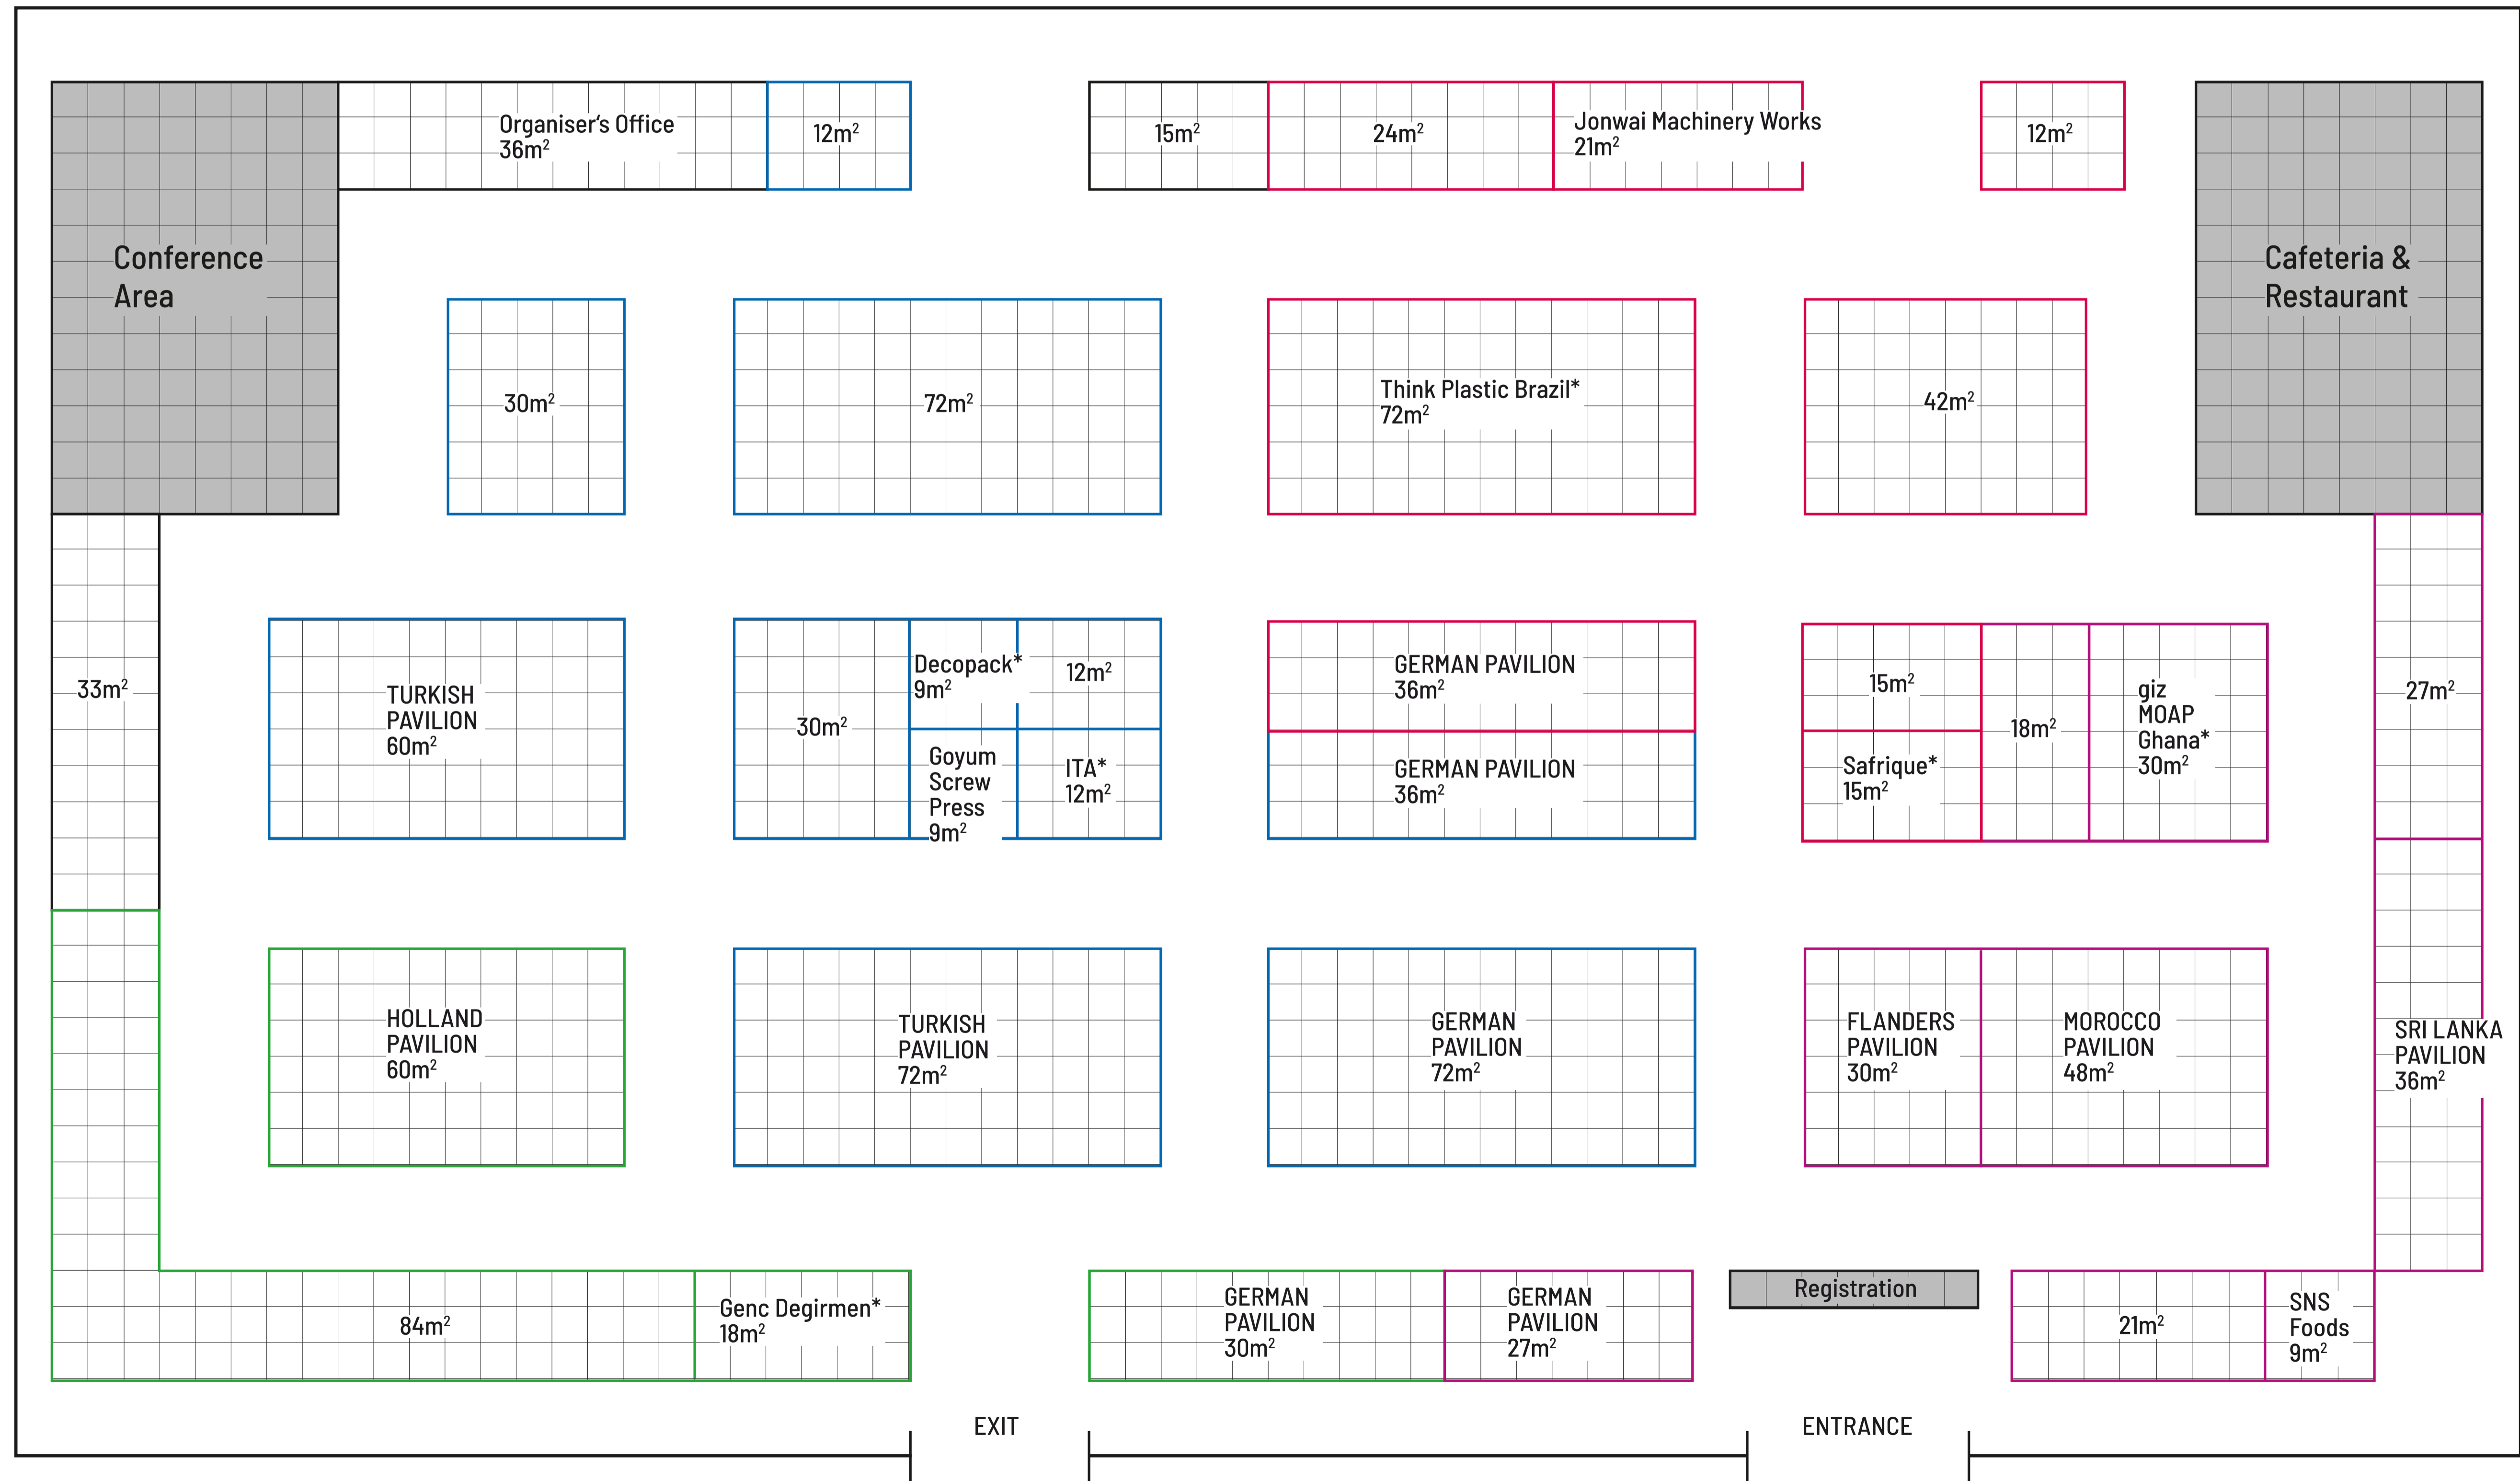 Organiser‘s Office
36m²
12m²
15m²
24m²
Jonwai Machinery Works
21m²
12m²
Conference
Area
Cafeteria &
Restaurant
30m²
72m²
Think Plastic Brazil*
72m²
42m²
33m²
TURKISH
PAVILION
60m²
30m²
Decopack*
9m²
12m²
Goyum
Screw
Press
9m²
ITA*
12m²
GERMAN PAVILION
36m²
GERMAN PAVILION
36m²
15m²
Safrique*
15m²
18m²
giz
MOAP
Ghana*
30m²
27m²
HOLLAND
PAVILION
60m²
TURKISH
PAVILION
72m²
GERMAN
PAVILION
72m²
FLANDERS
PAVILION
30m²
MOROCCO
PAVILION
48m²
SRI LANKA
PAVILION
36m²
84m²
Genc Degirmen*
18m²
GERMAN
PAVILION
30m²
GERMAN
PAVILION
27m²
Registration
21m²
SNS
Foods
9m²
EXIT
ENTRANCE